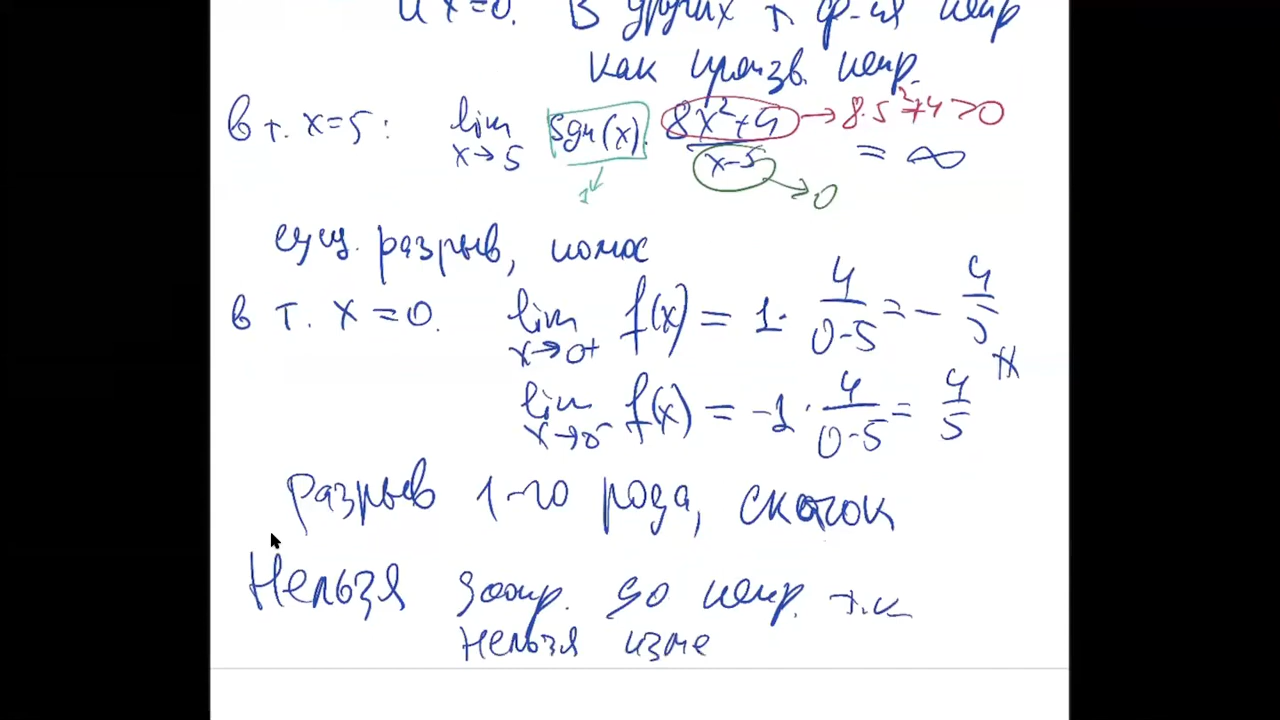 и x=0. В других т. ф-ия непр
как произв. непр.
в т. x=5: lim x→5 sgn(x) · (8x²+4)/(x-5) = ∞
→ 8·5²+4>0
1
→ 0
сущ. разрыв, полюс
в т. x=0. lim x→0+ f(x) = 1 · 4/(0-5) = - 4/5
≠
lim x→0- f(x) = -1 · 4/(0-5) = 4/5
разрыв 1-го рода, скачок
Нельзя доопр. до непр. т.к
нельзя изме